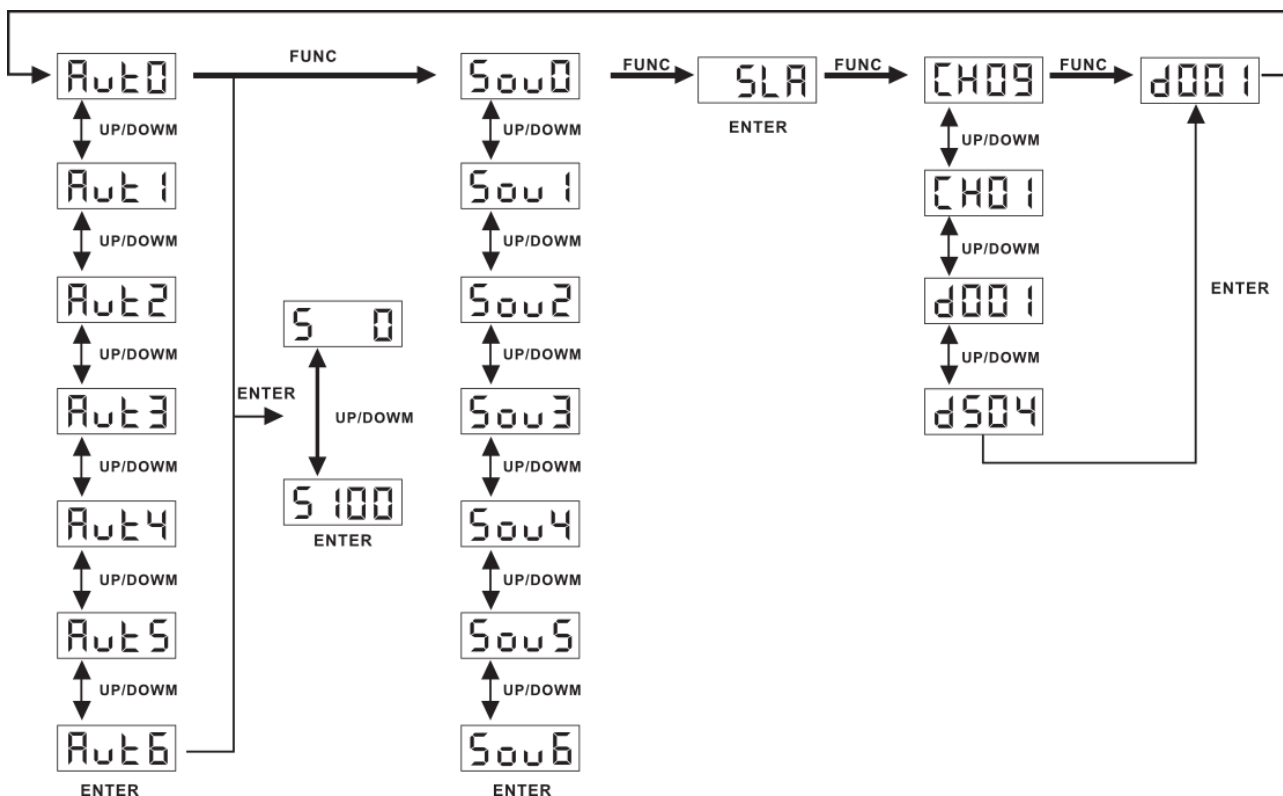 Aut0
UP/DOWM
Aut1
UP/DOWM
Aut2
UP/DOWM
Aut3
UP/DOWM
Aut4
UP/DOWM
Aut5
UP/DOWM
Aut6
ENTER
FUNC
ENTER
S 0
UP/DOWM
S 100
ENTER
Sou0
UP/DOWM
Sou1
UP/DOWM
Sou2
UP/DOWM
Sou3
UP/DOWM
Sou4
UP/DOWM
Sou5
UP/DOWM
Sou6
ENTER
FUNC
SLA
ENTER
FUNC
CH09
UP/DOWM
CH01
UP/DOWM
d001
UP/DOWM
dS04
FUNC
d001
ENTER